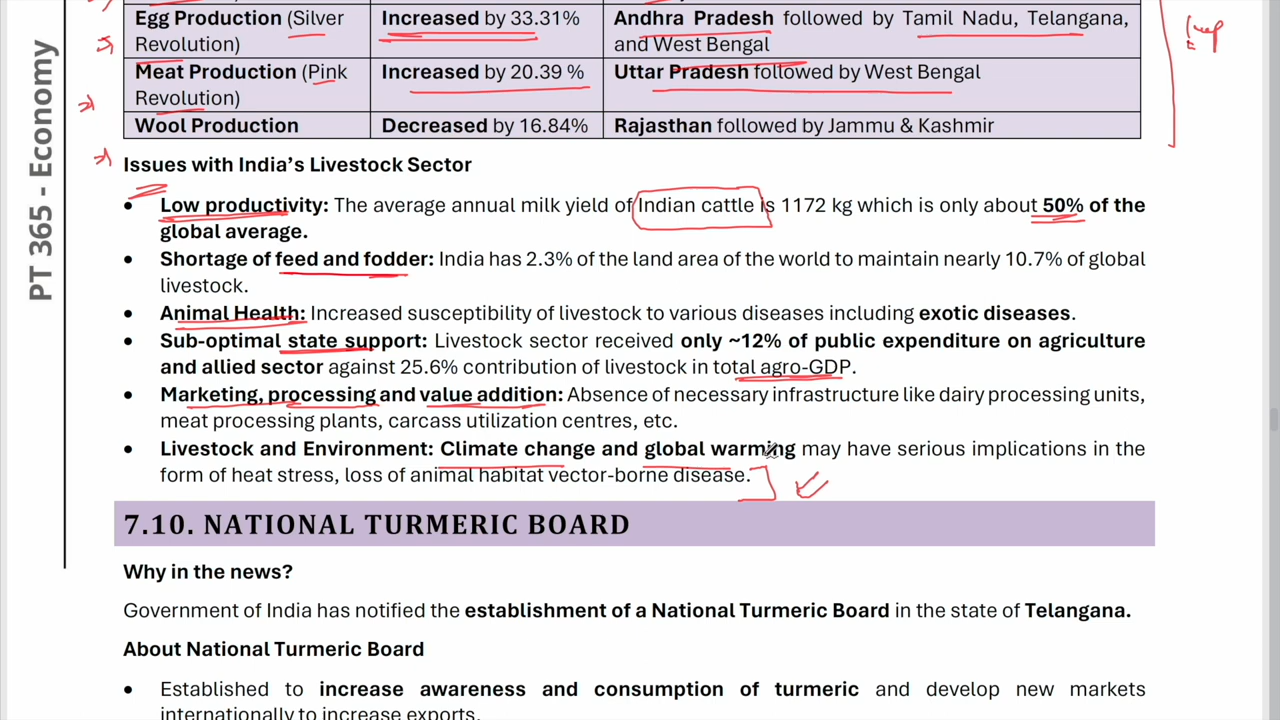 PT 365 - Economy
Egg Production (Silver Revolution) Increased by 33.31% Andhra Pradesh followed by Tamil Nadu, Telangana, and West Bengal
Meat Production (Pink Revolution) Increased by 20.39 % Uttar Pradesh followed by West Bengal
Wool Production Decreased by 16.84% Rajasthan followed by Jammu & Kashmir
Issues with India's Livestock Sector
• Low productivity: The average annual milk yield of Indian cattle is 1172 kg which is only about 50% of the
global average.
• Shortage of feed and fodder: India has 2.3% of the land area of the world to maintain nearly 10.7% of global
livestock.
• Animal Health: Increased susceptibility of livestock to various diseases including exotic diseases.
• Sub-optimal state support: Livestock sector received only ~12% of public expenditure on agriculture
and allied sector against 25.6% contribution of livestock in total agro-GDP.
• Marketing, processing and value addition: Absence of necessary infrastructure like dairy processing units,
meat processing plants, carcass utilization centres, etc.
• Livestock and Environment: Climate change and global warming may have serious implications in the
form of heat stress, loss of animal habitat vector-borne disease.
7.10. NATIONAL TURMERIC BOARD
Why in the news?
Government of India has notified the establishment of a National Turmeric Board in the state of Telangana.
About National Turmeric Board
• Established to increase awareness and consumption of turmeric and develop new markets
internationally to increase exports.